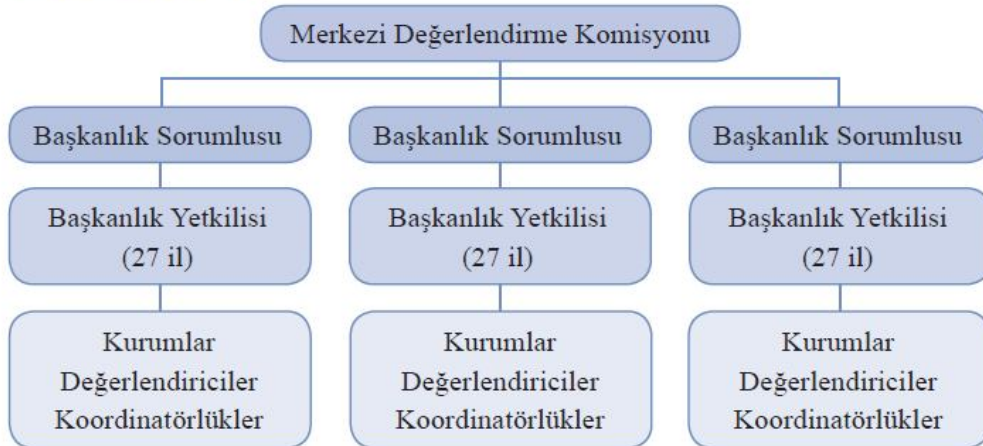 Merkezi Değerlendirme Komisyonu
Başkanlık Sorumlusu
Başkanlık Sorumlusu
Başkanlık Sorumlusu
Başkanlık Yetkilisi
(27 il)
Başkanlık Yetkilisi
(27 il)
Başkanlık Yetkilisi
(27 il)
Kurumlar
Değerlendiriciler
Koordinatörlükler
Kurumlar
Değerlendiriciler
Koordinatörlükler
Kurumlar
Değerlendiriciler
Koordinatörlükler